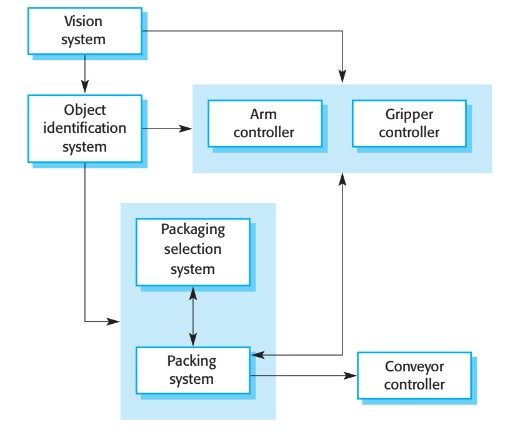 Vision
system
Object
identification
system
Arm
controller
Gripper
controller
Packaging
selection
system
Packing
system
Conveyor
controller